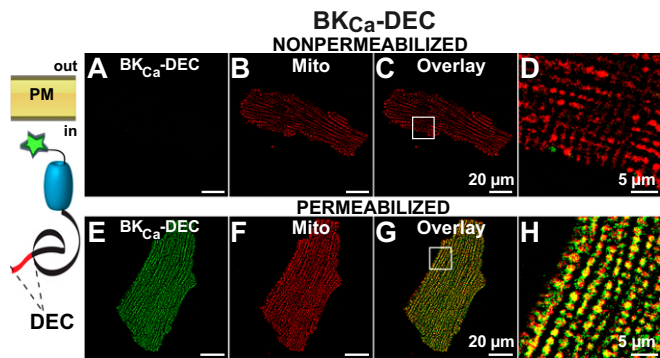 BKCa-DEC
NONPERMEABILIZED
out
PM
in
DEC
A BKCa-DEC
B Mito
C Overlay
20 µm
D
5 µm
PERMEABILIZED
E BKCa-DEC
F Mito
G Overlay
20 µm
H
5 µm